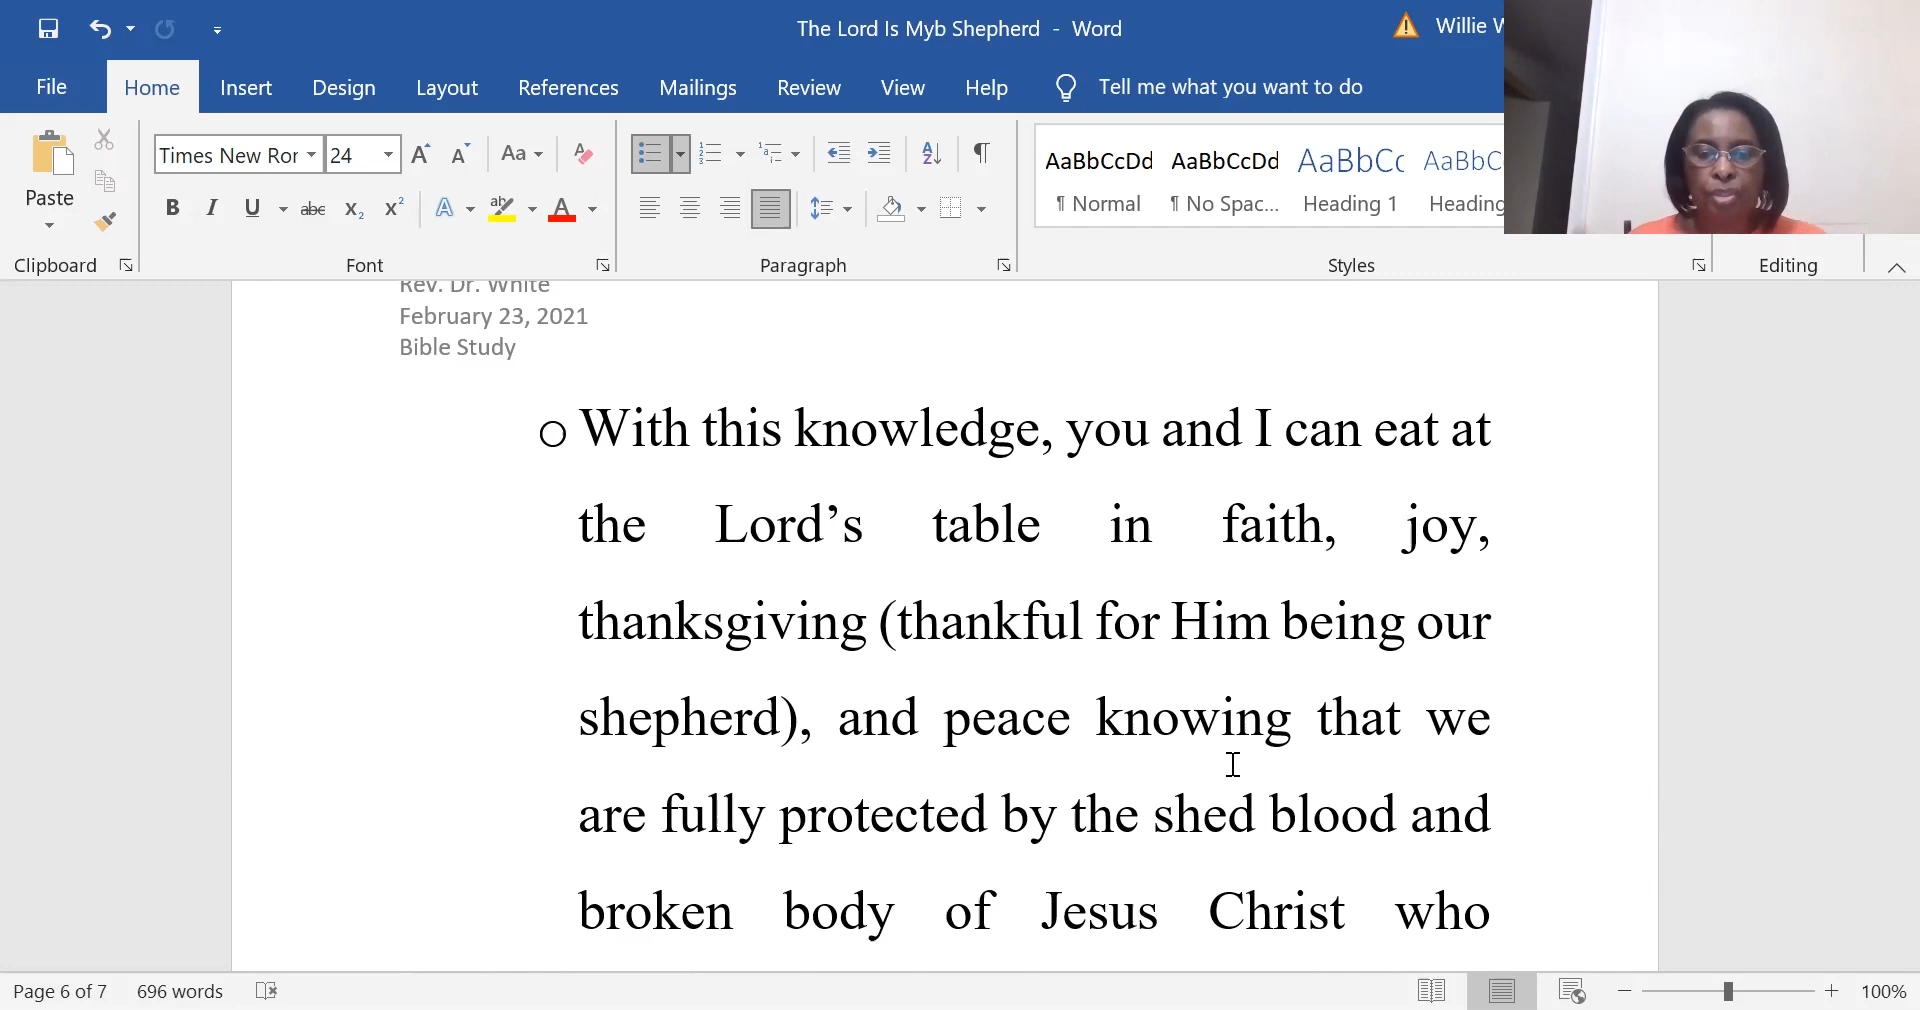 The Lord Is Myb Shepherd - Word
Willie W
File Home Insert Design Layout References Mailings Review View Help Tell me what you want to do
Paste
Times New Ror 24 Aa
AaBbCcDd AaBbCcDd AaBbCc AaBbC
¶ Normal ¶ No Spac... Heading 1 Heading
Clipboard Font Paragraph Styles Editing
Rev. Dr. White
February 23, 2021
Bible Study
With this knowledge, you and I can eat at
the Lord’s table in faith, joy,
thanksgiving (thankful for Him being our
shepherd), and peace knowing that we
are fully protected by the shed blood and
broken body of Jesus Christ who
Page 6 of 7 696 words 100%